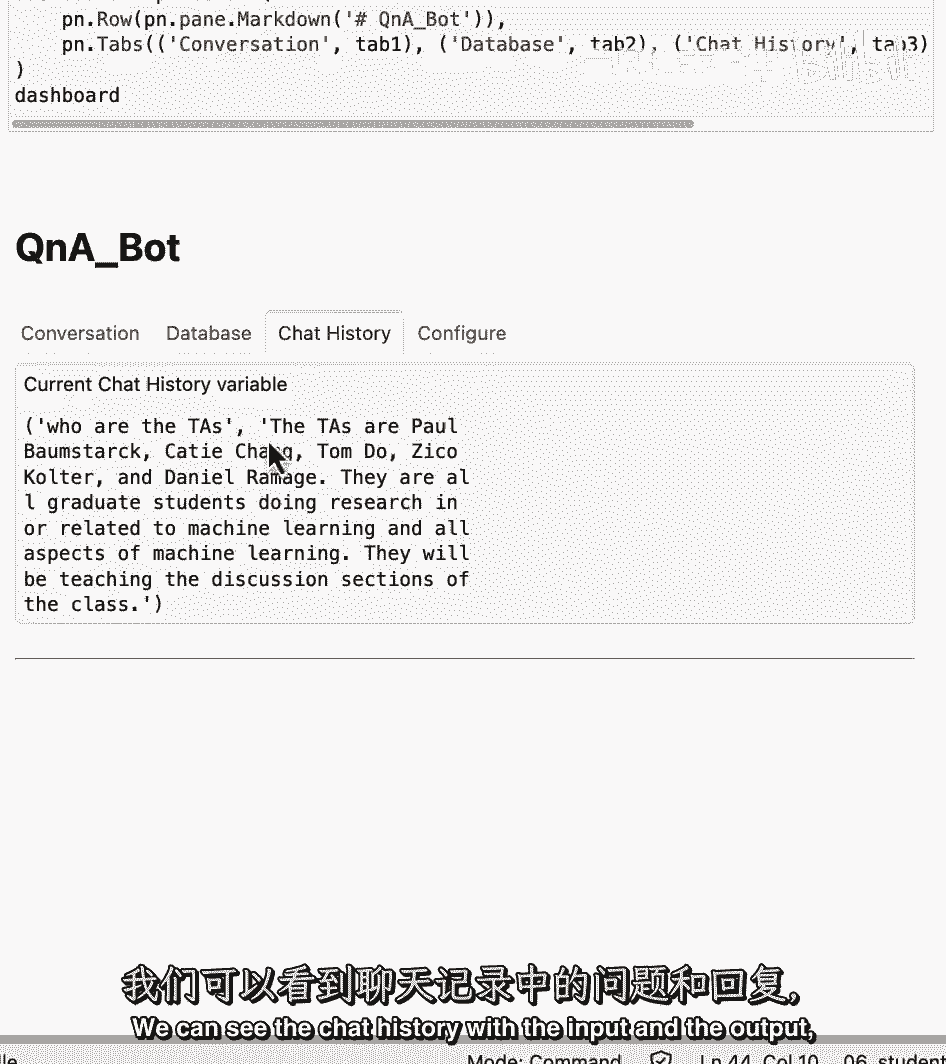 pn.Row(pn.pane.Markdown('# QnA_Bot')),
pn.Tabs(('Conversation', tab1), ('Database', tab2), ('Chat History', tab3)
)
dashboard
QnA_Bot
Conversation Database Chat History Configure
Current Chat History variable
('who are the TAs', 'The TAs are Paul
Baumstarck, Catie Chang, Tom Do, Zico
Kolter, and Daniel Ramage. They are al
l graduate students doing research in
or related to machine learning and all
aspects of machine learning. They will
be teaching the discussion sections of
the class.')
我们可以看到聊天记录中的问题和回复,
We can see the chat history with the input and the output,
Mode: Command Ln 44, Col 10 06_student